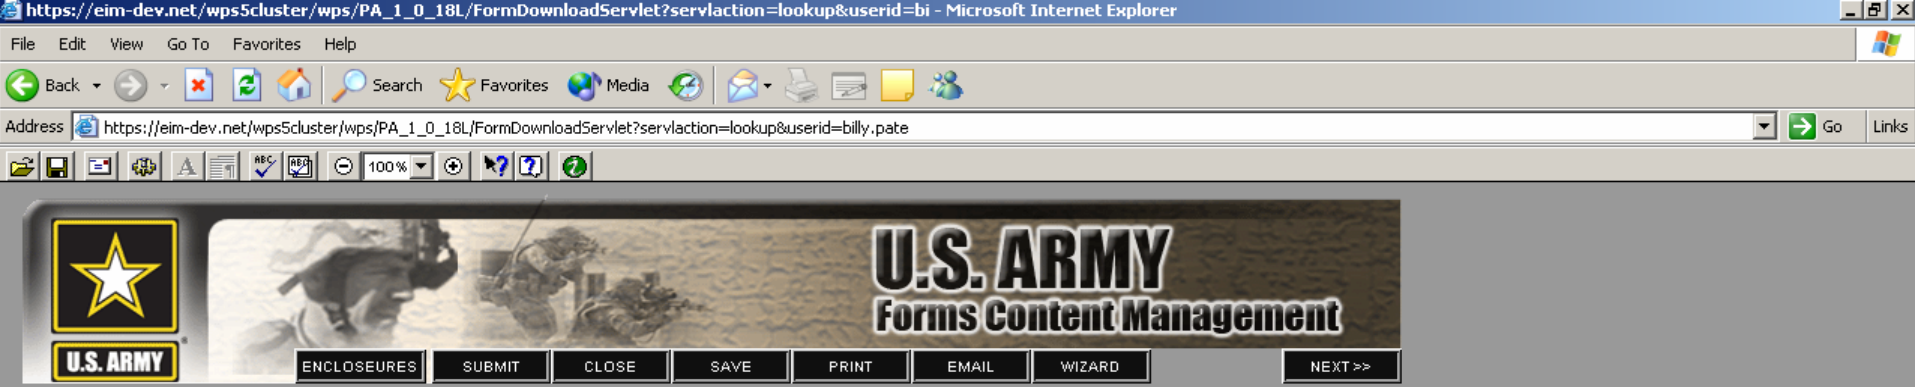 https://eim-dev.net/wps5cluster/wps/PA_1_0_18L/FormDownloadServlet?servlaction=lookup&userid=bi - Microsoft Internet Explorer
File Edit View Go To Favorites Help
Back Search Favorites Media
Address https://eim-dev.net/wps5cluster/wps/PA_1_0_18L/FormDownloadServlet?servlaction=lookup&userid=billy.pate Go Links
A ABC ABC 100% ? ?
U.S. ARMY
Forms Content Management
U.S. ARMY ENCLOSEURES SUBMIT CLOSE SAVE PRINT EMAIL WIZARD NEXT>>